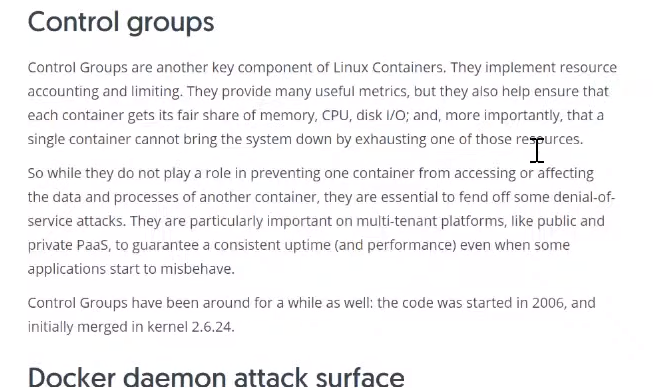 Control groups
Control Groups are another key component of Linux Containers. They implement resource
accounting and limiting. They provide many useful metrics, but they also help ensure that
each container gets its fair share of memory, CPU, disk I/O; and, more importantly, that a
single container cannot bring the system down by exhausting one of those resources.
So while they do not play a role in preventing one container from accessing or affecting
the data and processes of another container, they are essential to fend off some denial-of-
service attacks. They are particularly important on multi-tenant platforms, like public and
private PaaS, to guarantee a consistent uptime (and performance) even when some
applications start to misbehave.
Control Groups have been around for a while as well: the code was started in 2006, and
initially merged in kernel 2.6.24.
Docker daemon attack surface